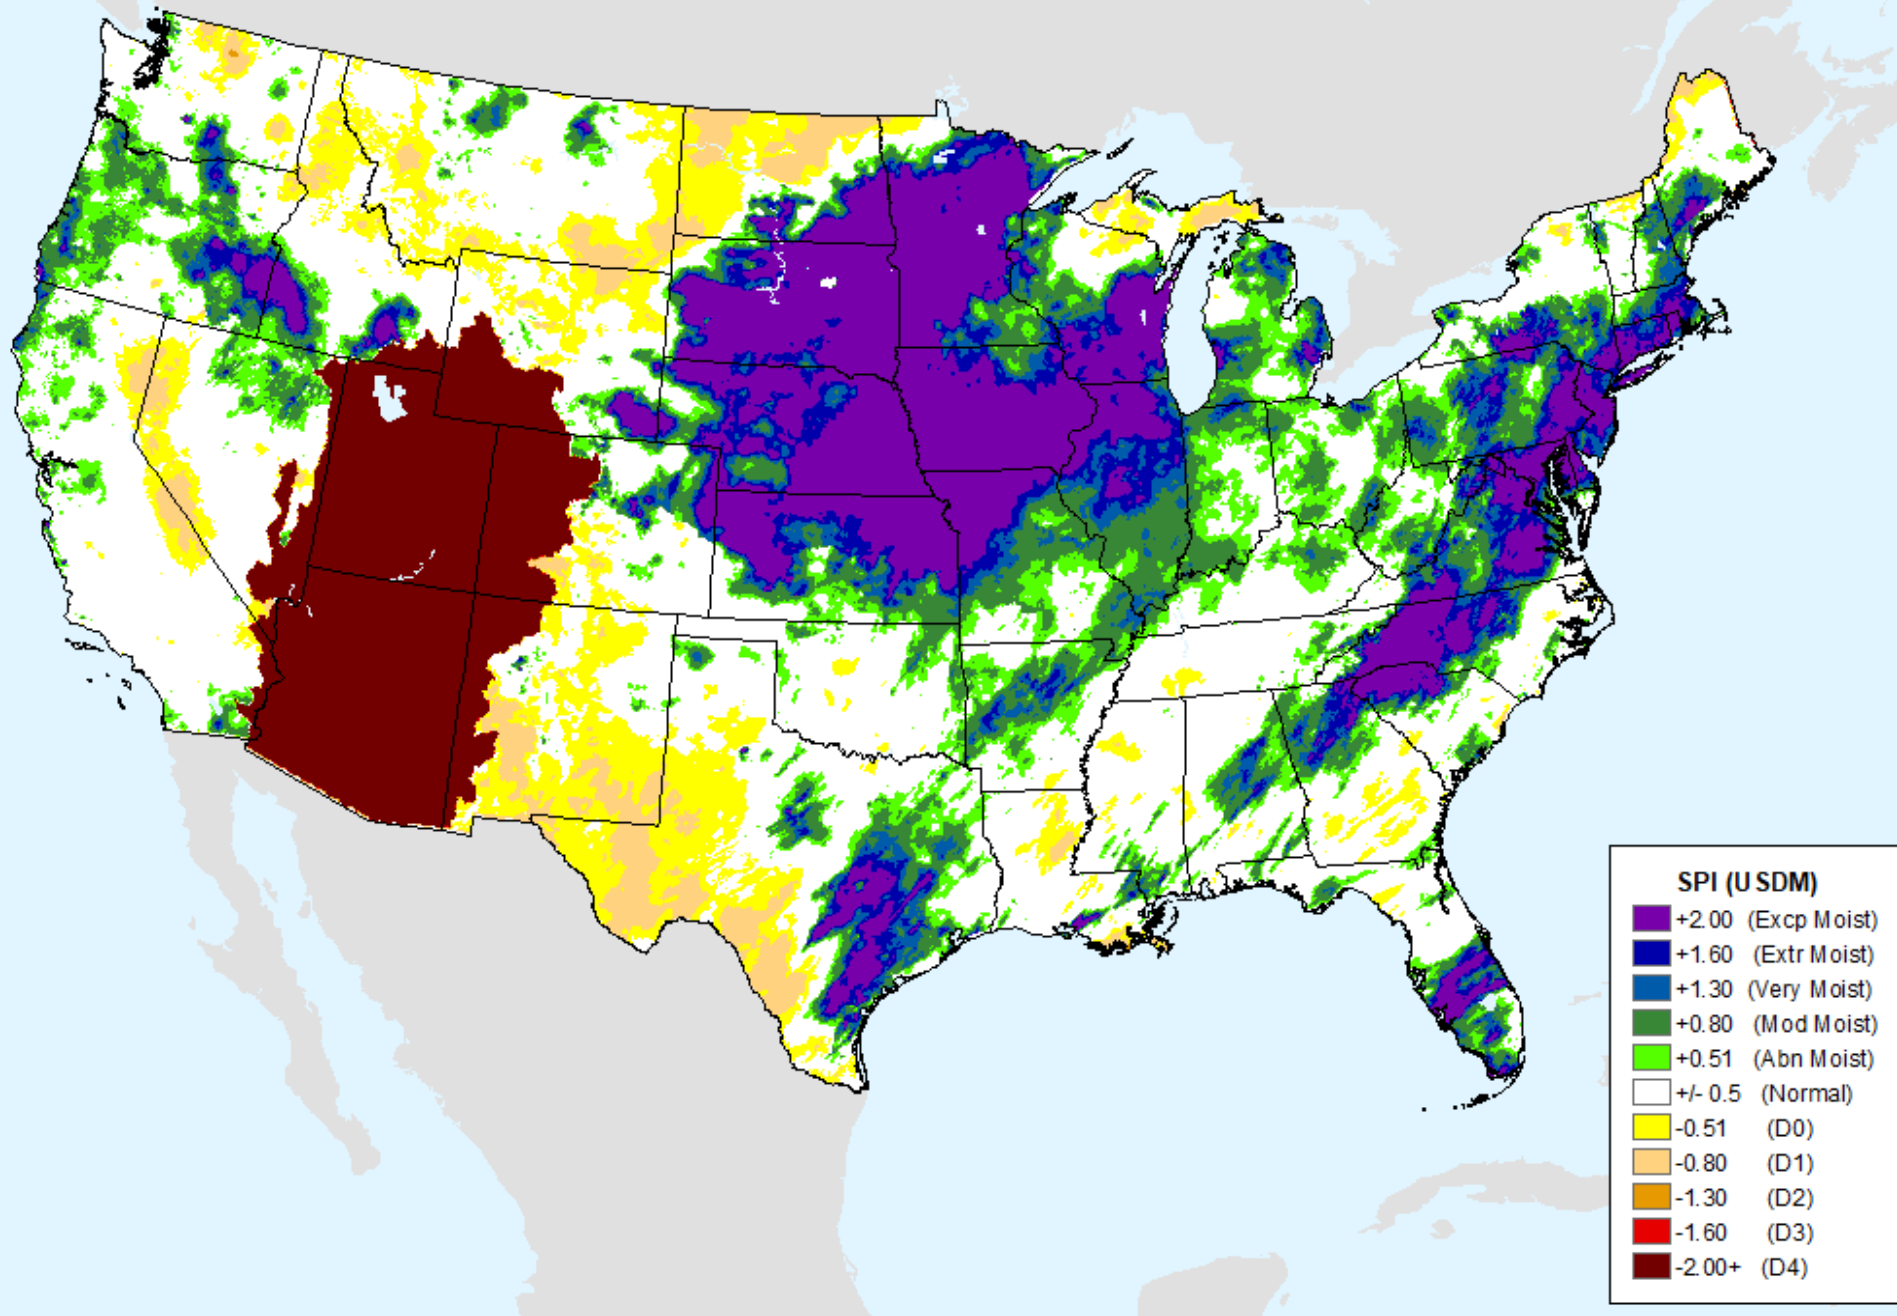 SPI (USDM)
+2.00 (Excp Moist)
+1.60 (Extr Moist)
+1.30 (Very Moist)
+0.80 (Mod Moist)
+0.51 (Abn Moist)
+/- 0.5 (Normal)
-0.51 (D0)
-0.80 (D1)
-1.30 (D2)
-1.60 (D3)
-2.00+ (D4)